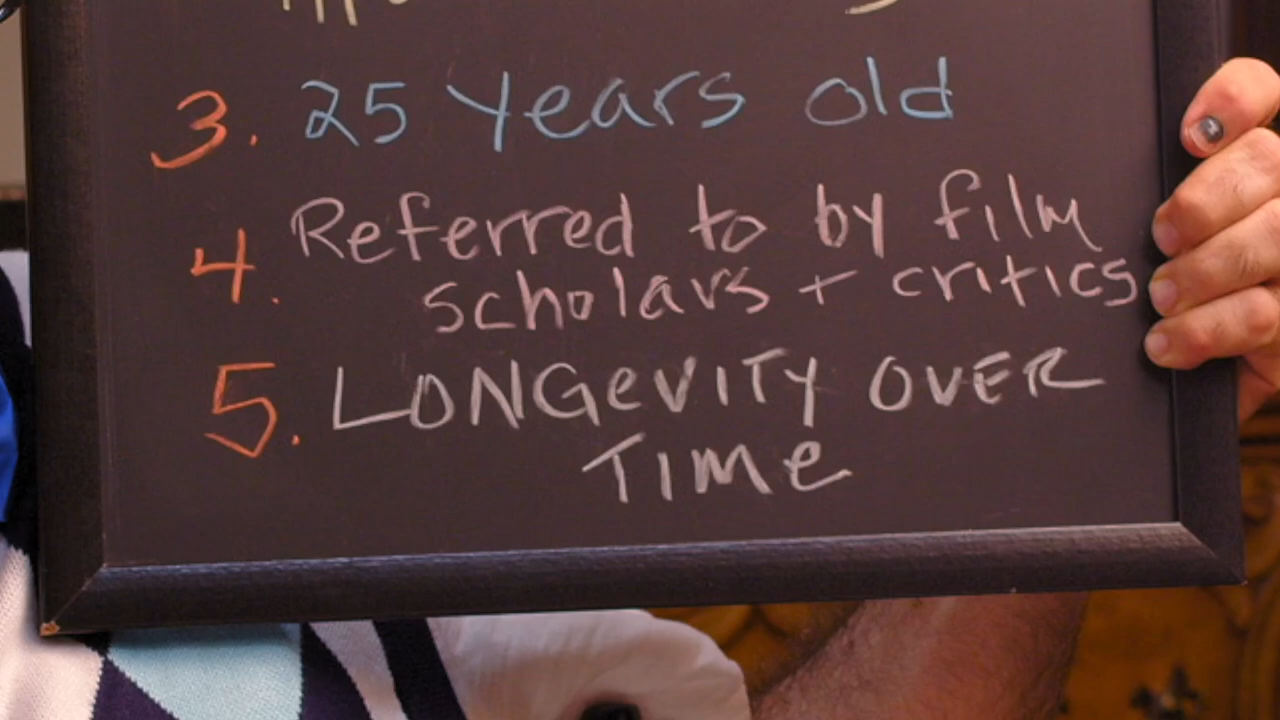 3. 25 years old
4. Referred to by film
scholars + critics
5. LONGeVITY OVER
TIMe